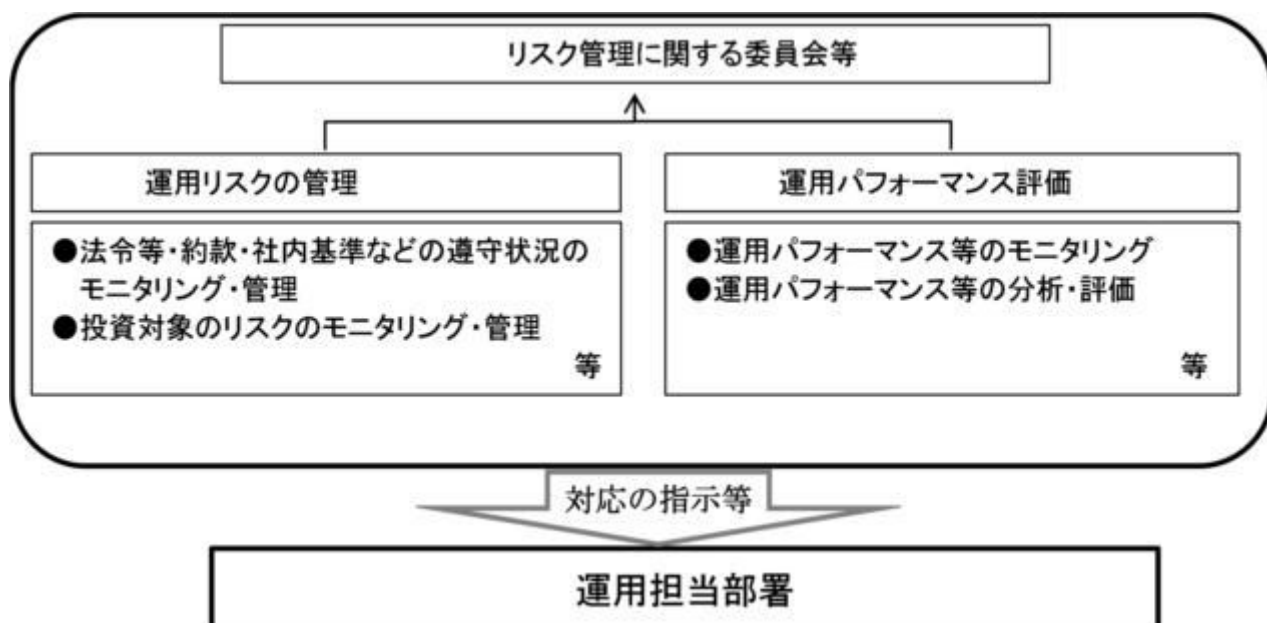 リスク管理に関する委員会等
運用リスクの管理
●法令等・約款・社内基準などの遵守状況の
モニタリング・管理
●投資対象のリスクのモニタリング・管理
等
運用パフォーマンス評価
●運用パフォーマンス等のモニタリング
●運用パフォーマンス等の分析・評価
等
対応の指示等
運用担当部署